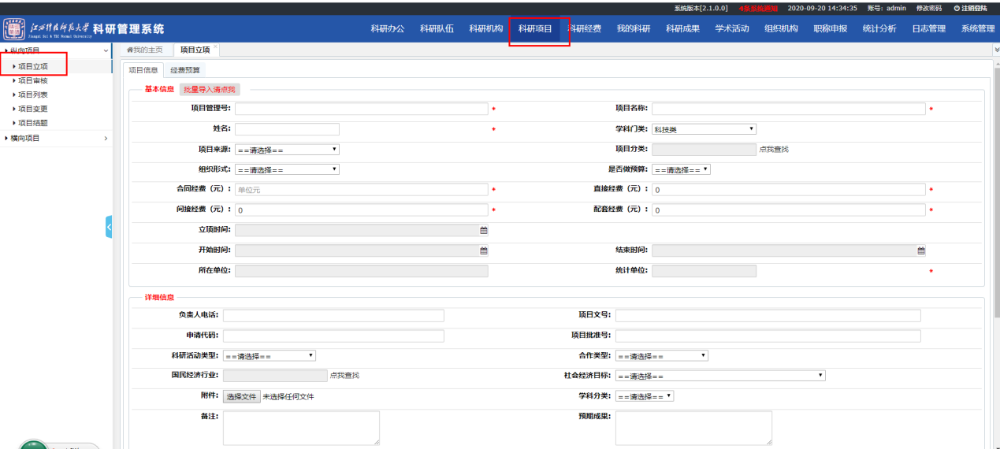 系统版本[2.1.0.0] 4条系统通知 2020-09-20 14:34:35 账号: admin 修改密码 注销登陆
江西科技师范大学 科研管理系统
Jiangxi Sci & TEC Normal University
科研办公 科研队伍 科研机构 科研项目 科研经费 我的科研 科研成果 学术活动 组织机构 职称申报 统计分析 日志管理 系统管理
纵向项目
项目立项
项目审核
项目列表
项目变更
项目结题
横向项目
我的主页 项目立项 ×
项目信息 经费预算
基本信息 批量导入请点我
项目管理号: * 项目名称: *
姓名: * 学科门类: 科技类
项目来源: ==请选择== 项目分类: 点我查找
组织形式: ==请选择== 是否做预算: ==请选择==
合同经费（元）: 单位元 * 直接经费（元）: 0 *
间接经费（元）: 0 * 配套经费（元）: 0 *
立项时间:
开始时间: 结束时间:
所在单位: 统计单位: *
详细信息
负责人电话: 项目文号:
申请代码: 项目批准号:
科研活动类型: ==请选择== 合作类型: ==请选择==
国民经济行业: 点我查找 社会经济目标: ==请选择==
附件: 选择文件 未选择任何文件 学科分类: ==请选择==
备注: 预期成果: